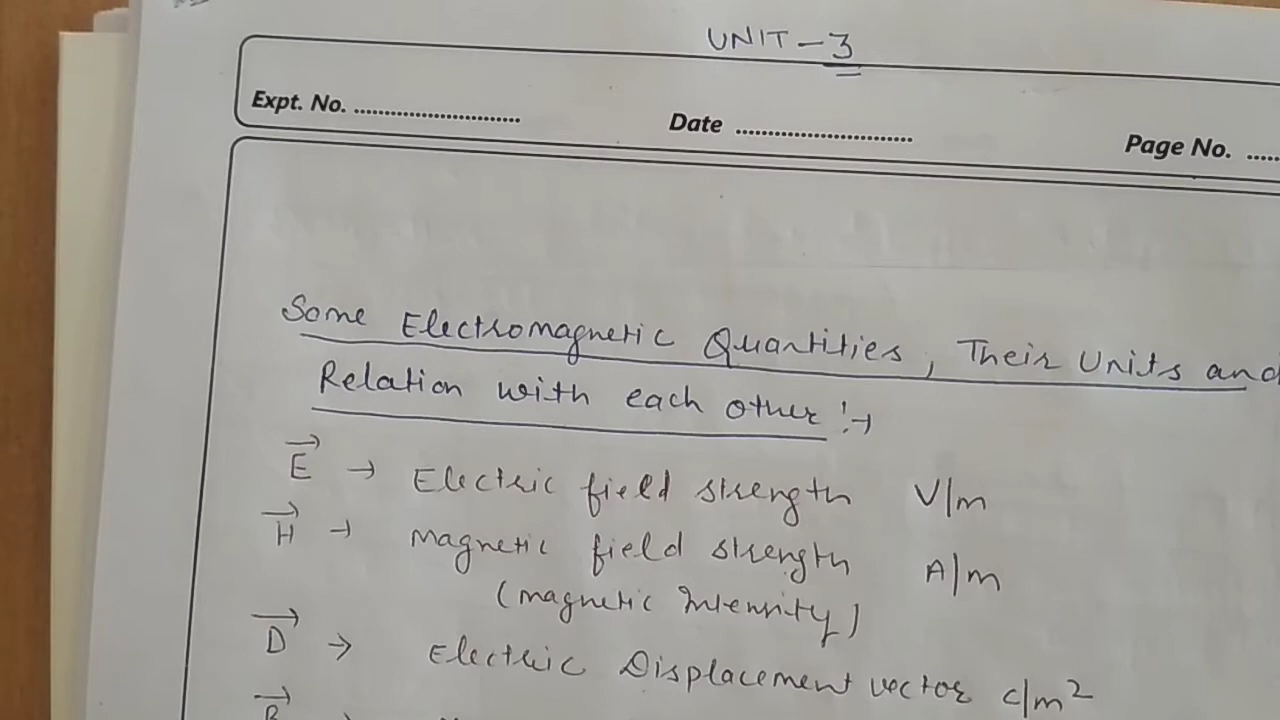 UNIT-3
Expt. No. ............................ Date ............................ Page No. .....
Some Electromagnetic Quantities, Their Units and
Relation with each other :→
E → Electric field strength V/m
H → Magnetic field strength A/m
(magnetic Intensity)
D → Electric Displacement vector c/m²
B